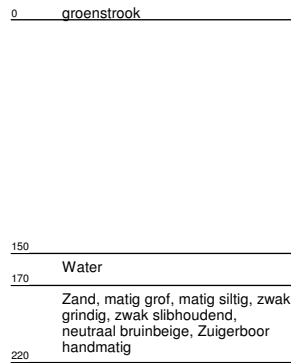 0 groenstrook
150
Water
170
Zand, matig grof, matig siltig, zwak
grindig, zwak slibhoudend,
neutraal bruinbeige, Zuigerboor
handmatig
220